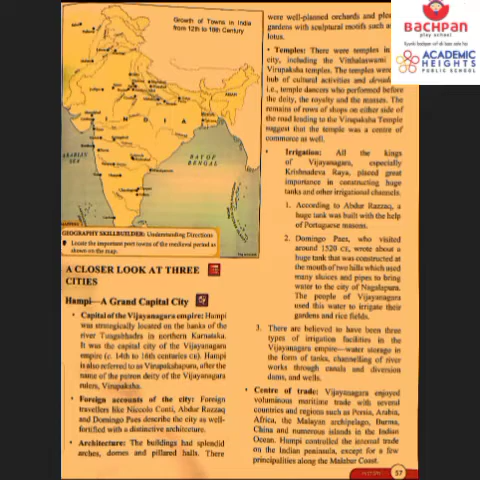 Growth of Towns in India
from 12th to 18th Century
ASSAM
I N D I A
ARABIAN
SEA
BAY OF
BENGAL
GEOGRAPHY SKILLBUILDER: Understanding Directions
Locate the important port towns of the medieval period as
shown on the map.
A CLOSER LOOK AT THREE
CITIES
Hampi—A Grand Capital City
• Capital of the Vijayanagara empire: Hampi
was strategically located on the banks of the
river Tungabhadra in northern Karnataka.
It was the capital city of the Vijayanagara
empire (c. 14th to 16th centuries CE). Hampi
is also referred to as Virupakshapura, after the
name of the patron deity of the Vijayanagara
rulers, Virupaksha.
• Foreign accounts of the city: Foreign
travellers like Niccolo Conti, Abdur Razzaq
and Domingo Paes describe the city as well-
fortified with a distinctive architecture.
• Architecture: The buildings had splendid
arches, domes and pillared halls. There
were well-planned orchards and
gardens with sculptural motifs such as
lotus.
• Temples: There were temples in
city, including the Vitthalaswami
Virupaksha temples. The temples were
hub of cultural activities and
i.e., temple dancers who performed before
the deity, the royalty and the masses. The
remains of rows of shops on either side of
the road leading to the Virupaksha Temple
suggest that the temple was a centre of
commerce as well.
• Irrigation: All the kings
of Vijayanagara, especially
Krishnadeva Raya, placed great
importance in constructing huge
tanks and other irrigational channels.
1. According to Abdur Razzaq, a
huge tank was built with the help
of Portuguese masons.
2. Domingo Paes, who visited
around 1520 CE, wrote about a
huge tank that was constructed at
the mouth of two hills which used
many sluices and pipes to bring
water to the city of Nagalapura.
The people of Vijayanagara
used this water to irrigate their
gardens and rice fields.
3. There are believed to have been three
types of irrigation facilities in the
Vijayanagara empire—water storage in
the form of tanks, channelling of river
works through canals and diversion
dams, and wells.
• Centre of trade: Vijayanagara enjoyed
voluminous maritime trade with several
countries and regions such as Persia, Arabia,
Africa, the Malayan archipelago, Burma,
China and numerous islands in the Indian
Ocean. Hampi controlled the internal trade
on the Indian peninsula, except for a few
principalities along the Malabar Coast.
57
BACHPAN
play school
ACADEMIC
HEIGHTS
PUBLIC SCHOOL